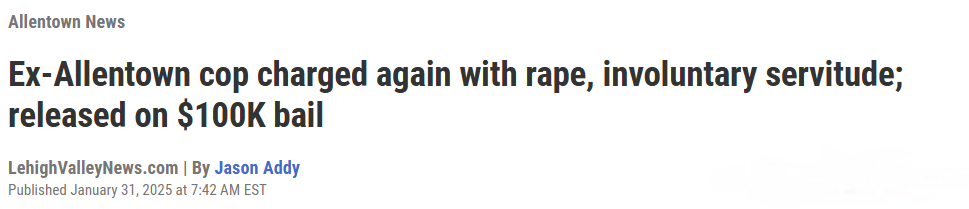 Allentown News
Ex-Allentown cop charged again with rape, involuntary servitude;
released on $100K bail
LehighValleyNews.com | By Jason Addy
Published January 31, 2025 at 7:42 AM EST